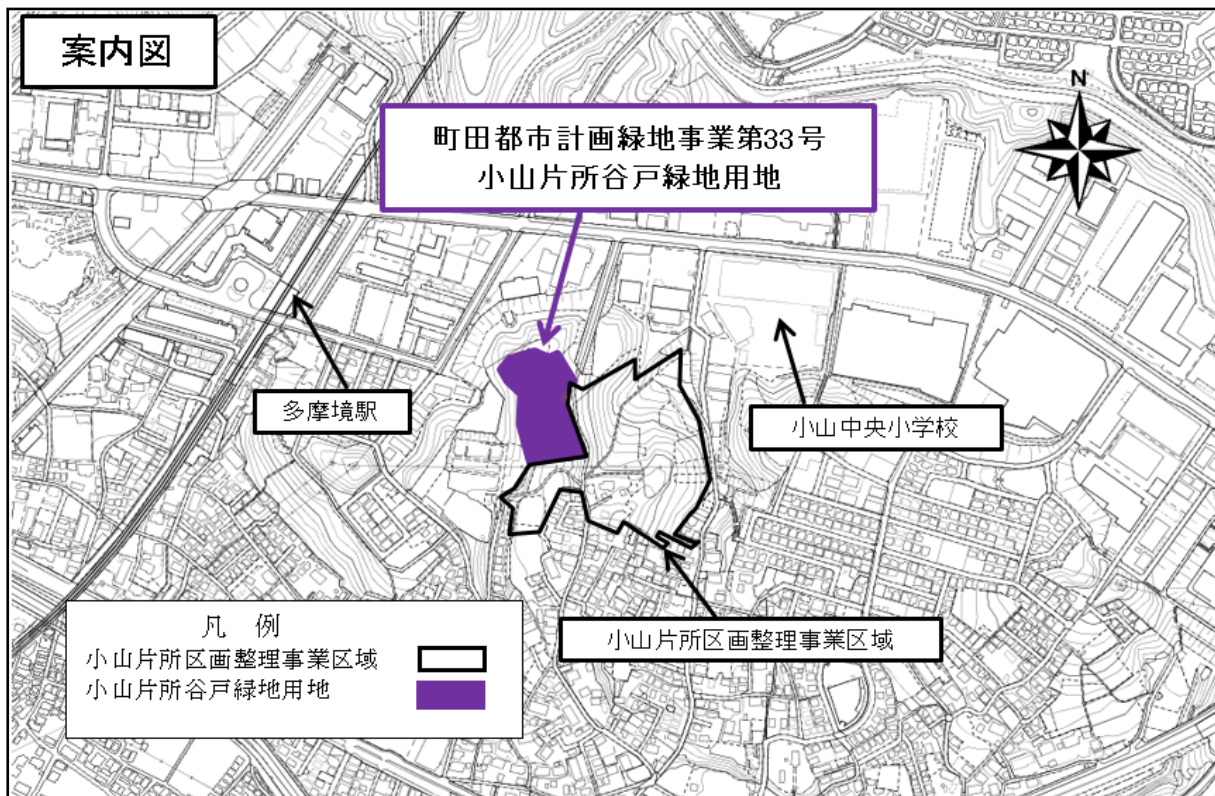 案内図
N
町田都市計画緑地事業第33号
小山片所谷戸緑地用地
多摩境駅
小山中央小学校
小山片所区画整理事業区域
凡 例
小山片所区画整理事業区域
小山片所谷戸緑地用地